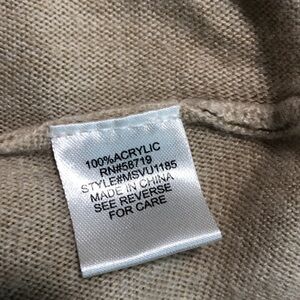 100%ACRYLIC
RN#58719
STYLE#MSVU1185
MADE IN CHINA
SEE REVERSE
FOR CARE